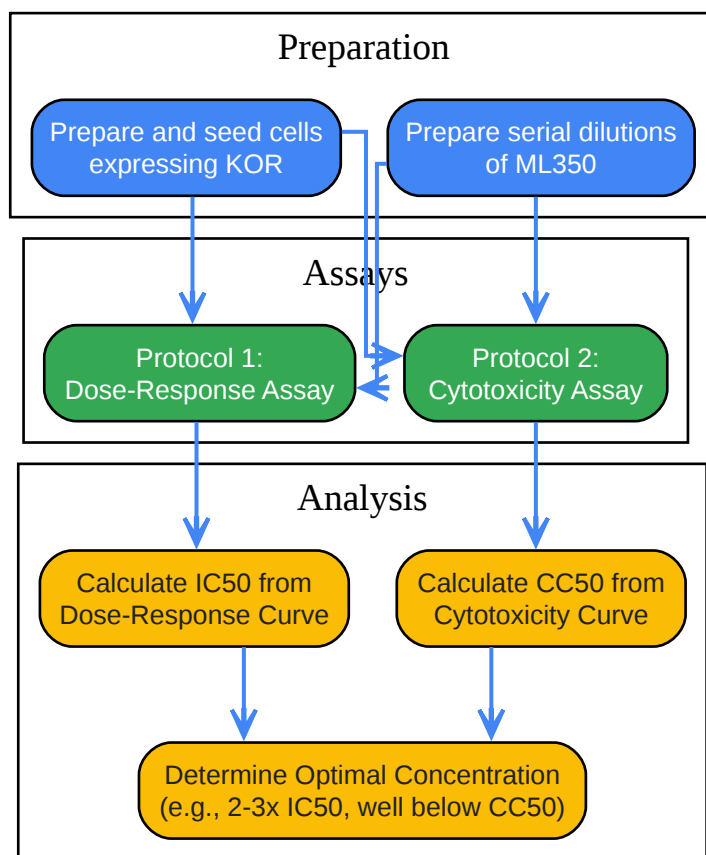 Preparation
Prepare and seed cells
expressing KOR
Prepare serial dilutions
of ML350
Assays
Protocol 1:
Dose-Response Assay
Protocol 2:
Cytotoxicity Assay
Analysis
Calculate IC50 from
Dose-Response Curve
Calculate CC50 from
Cytotoxicity Curve
Determine Optimal Concentration
(e.g., 2-3x IC50, well below CC50)